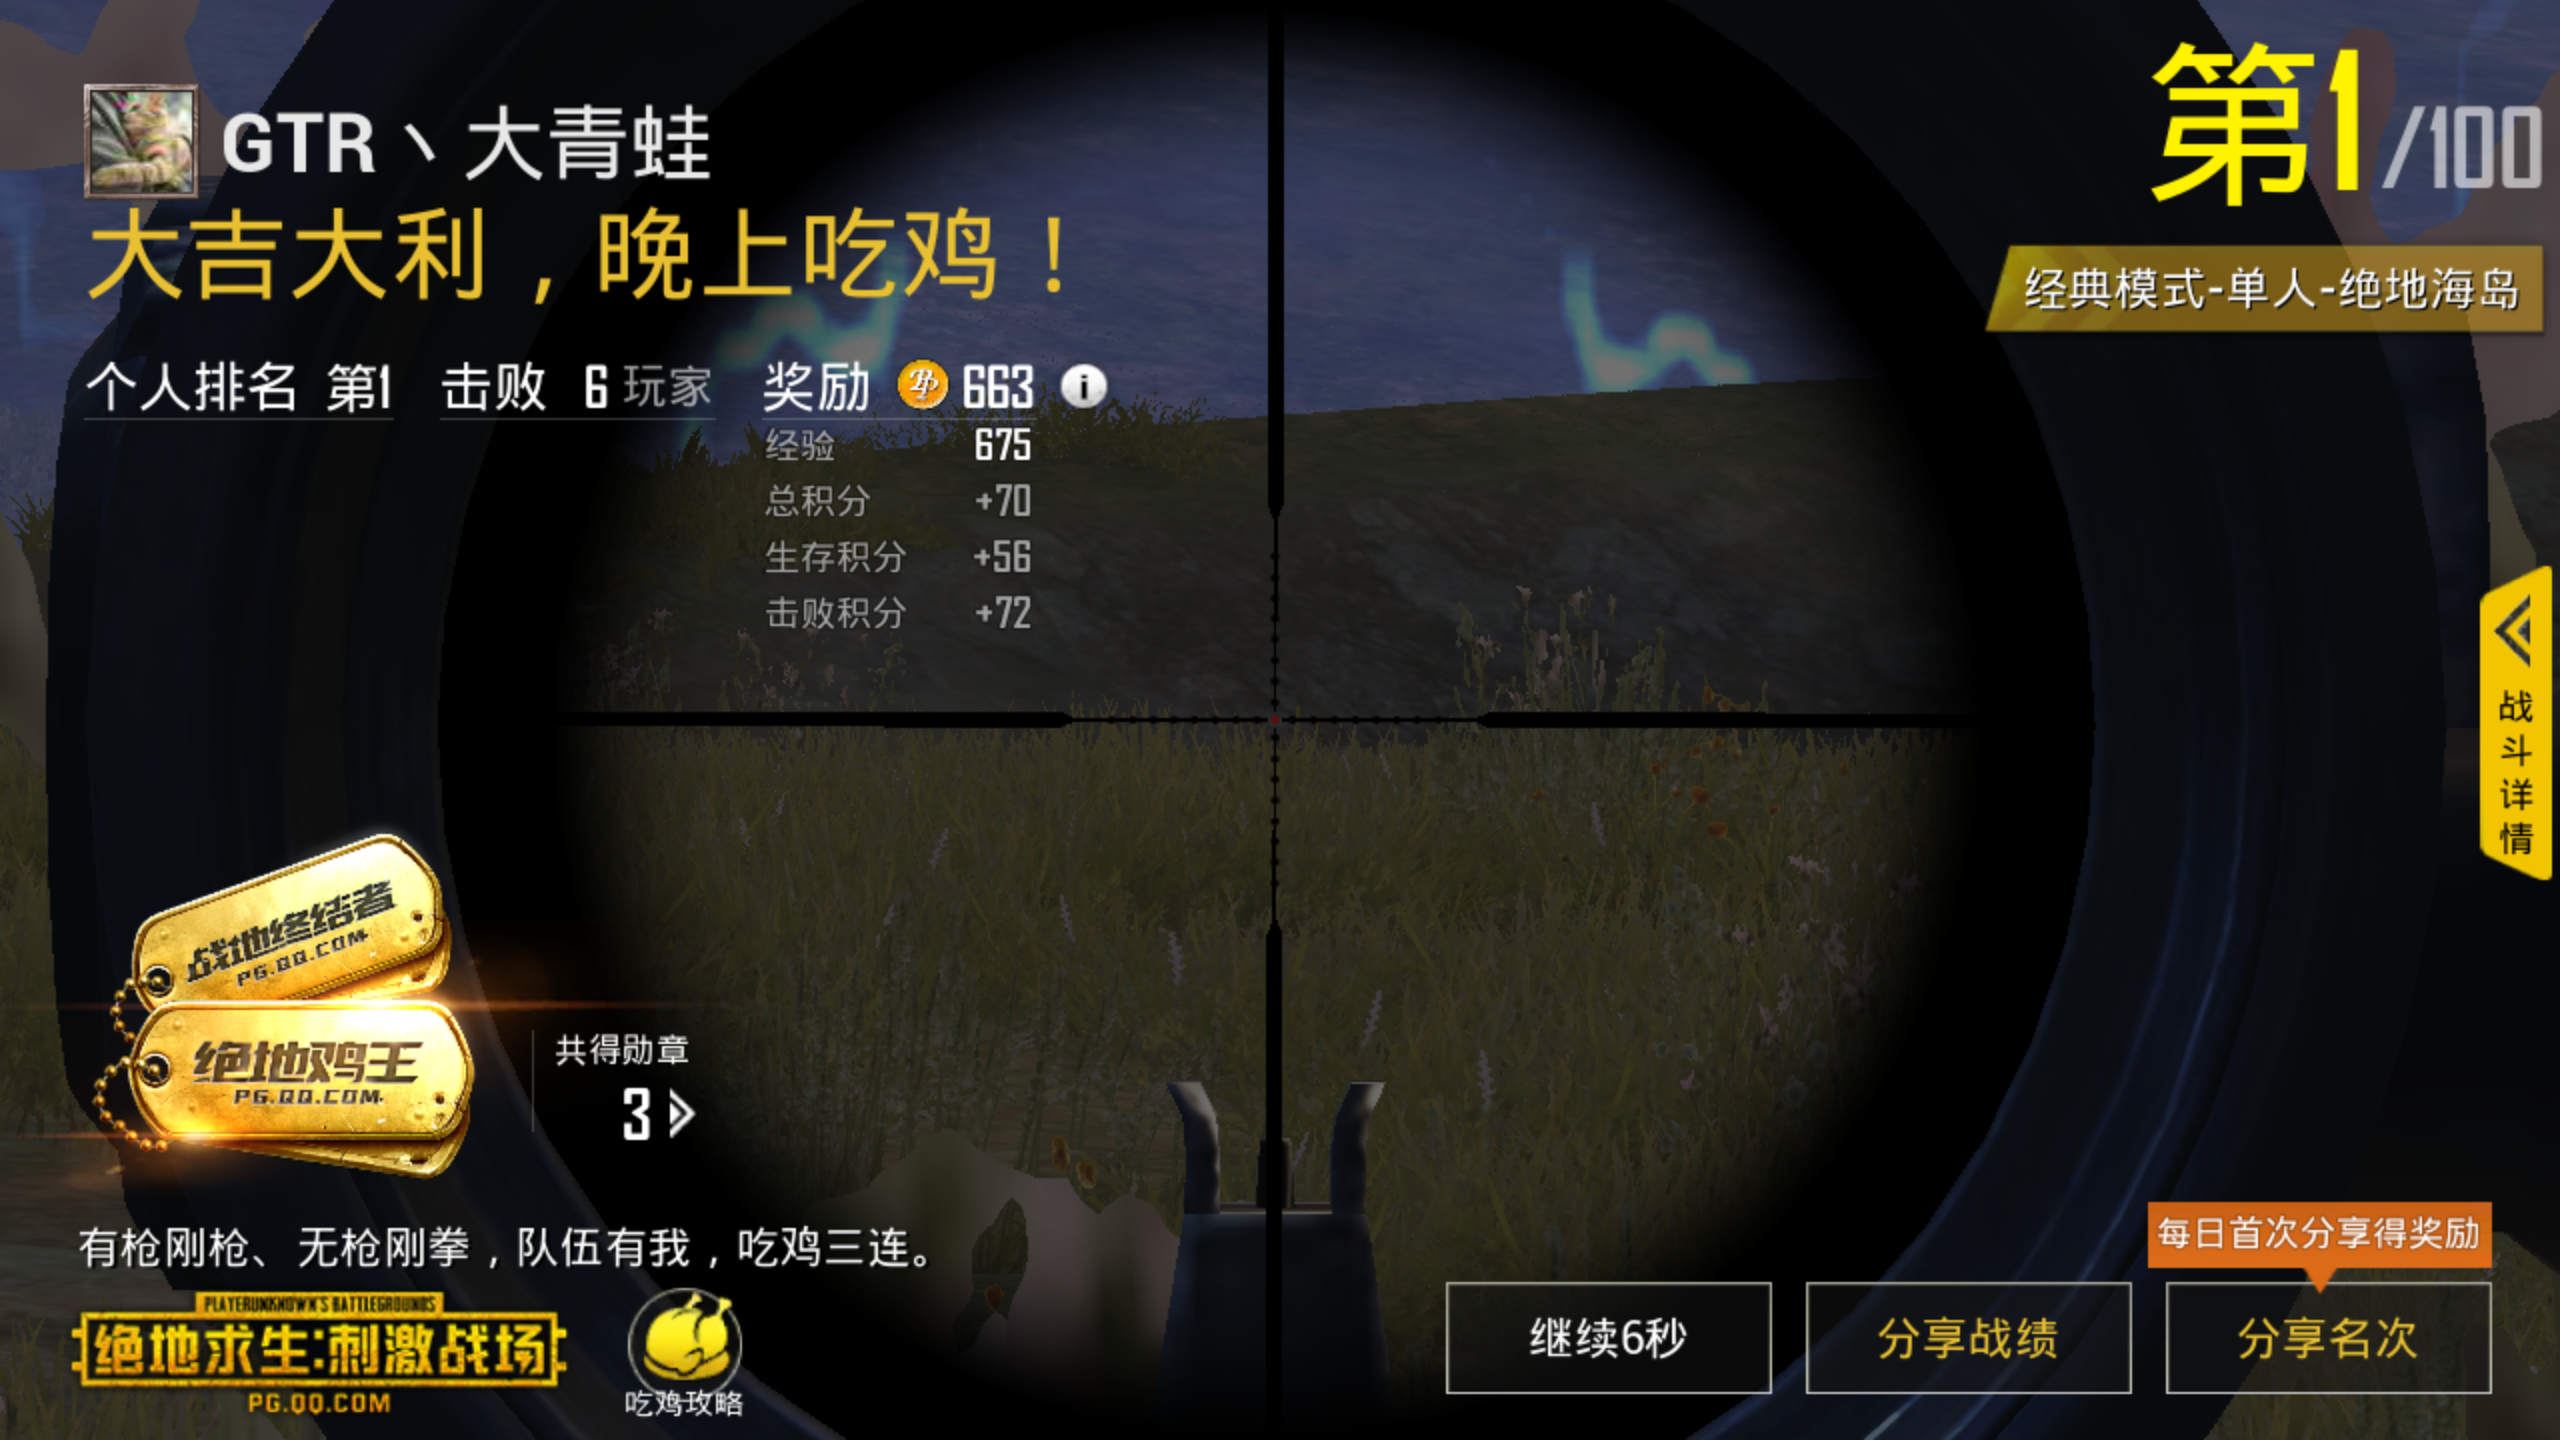 GTR丶大青蛙
大吉大利，晚上吃鸡！
第1/100
经典模式-单人-绝地海岛
个人排名 第1 击败 6 玩家 奖励 663 i
经验 675
总积分 +70
生存积分 +56
击败积分 +72
战斗详情
战地终结者
PG.QQ.COM
绝地鸡王
PG.QQ.COM
共得勋章
3
有枪刚枪、无枪刚拳，队伍有我，吃鸡三连。
PLAYERUNKNOWN'S BATTLEGROUNDS
绝地求生:刺激战场
PG.QQ.COM
吃鸡攻略
每日首次分享得奖励
继续6秒 分享战绩 分享名次